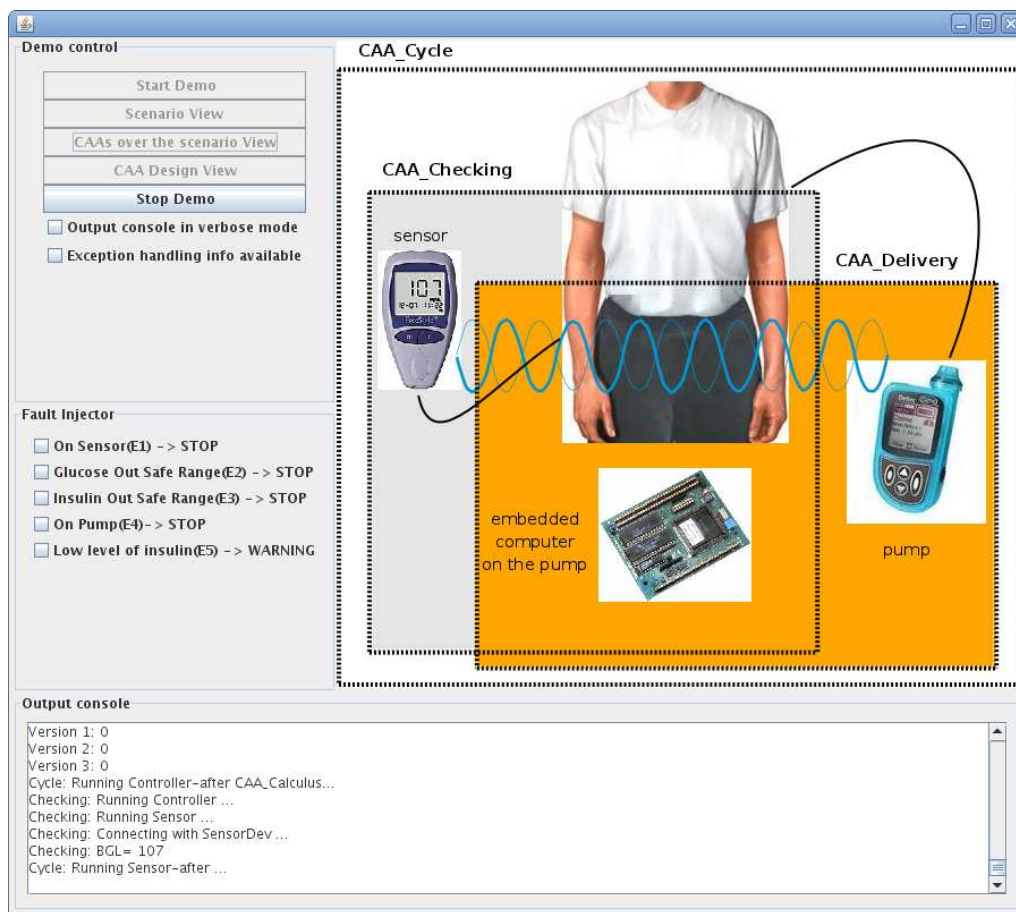 Demo control
Start Demo
Scenario View
CAAs over the scenario View
CAA Design View
Stop Demo
Output console in verbose mode
Exception handling info available
Fault Injector
On Sensor(E1) -> STOP
Glucose Out Safe Range(E2) -> STOP
Insulin Out Safe Range(E3) -> STOP
On Pump(E4)-> STOP
Low level of insulin(E5) -> WARNING
CAA_Cycle
CAA_Checking
sensor
107
FreeStyle
CAA_Delivery
Deltec
embedded
computer
on the pump
pump
Output console
Version 1: 0
Version 2: 0
Version 3: 0
Cycle: Running Controller-after CAA_Calculus...
Checking: Running Controller ...
Checking: Running Sensor ...
Checking: Connecting with SensorDev ...
Checking: BGL= 107
Cycle: Running Sensor-after ...